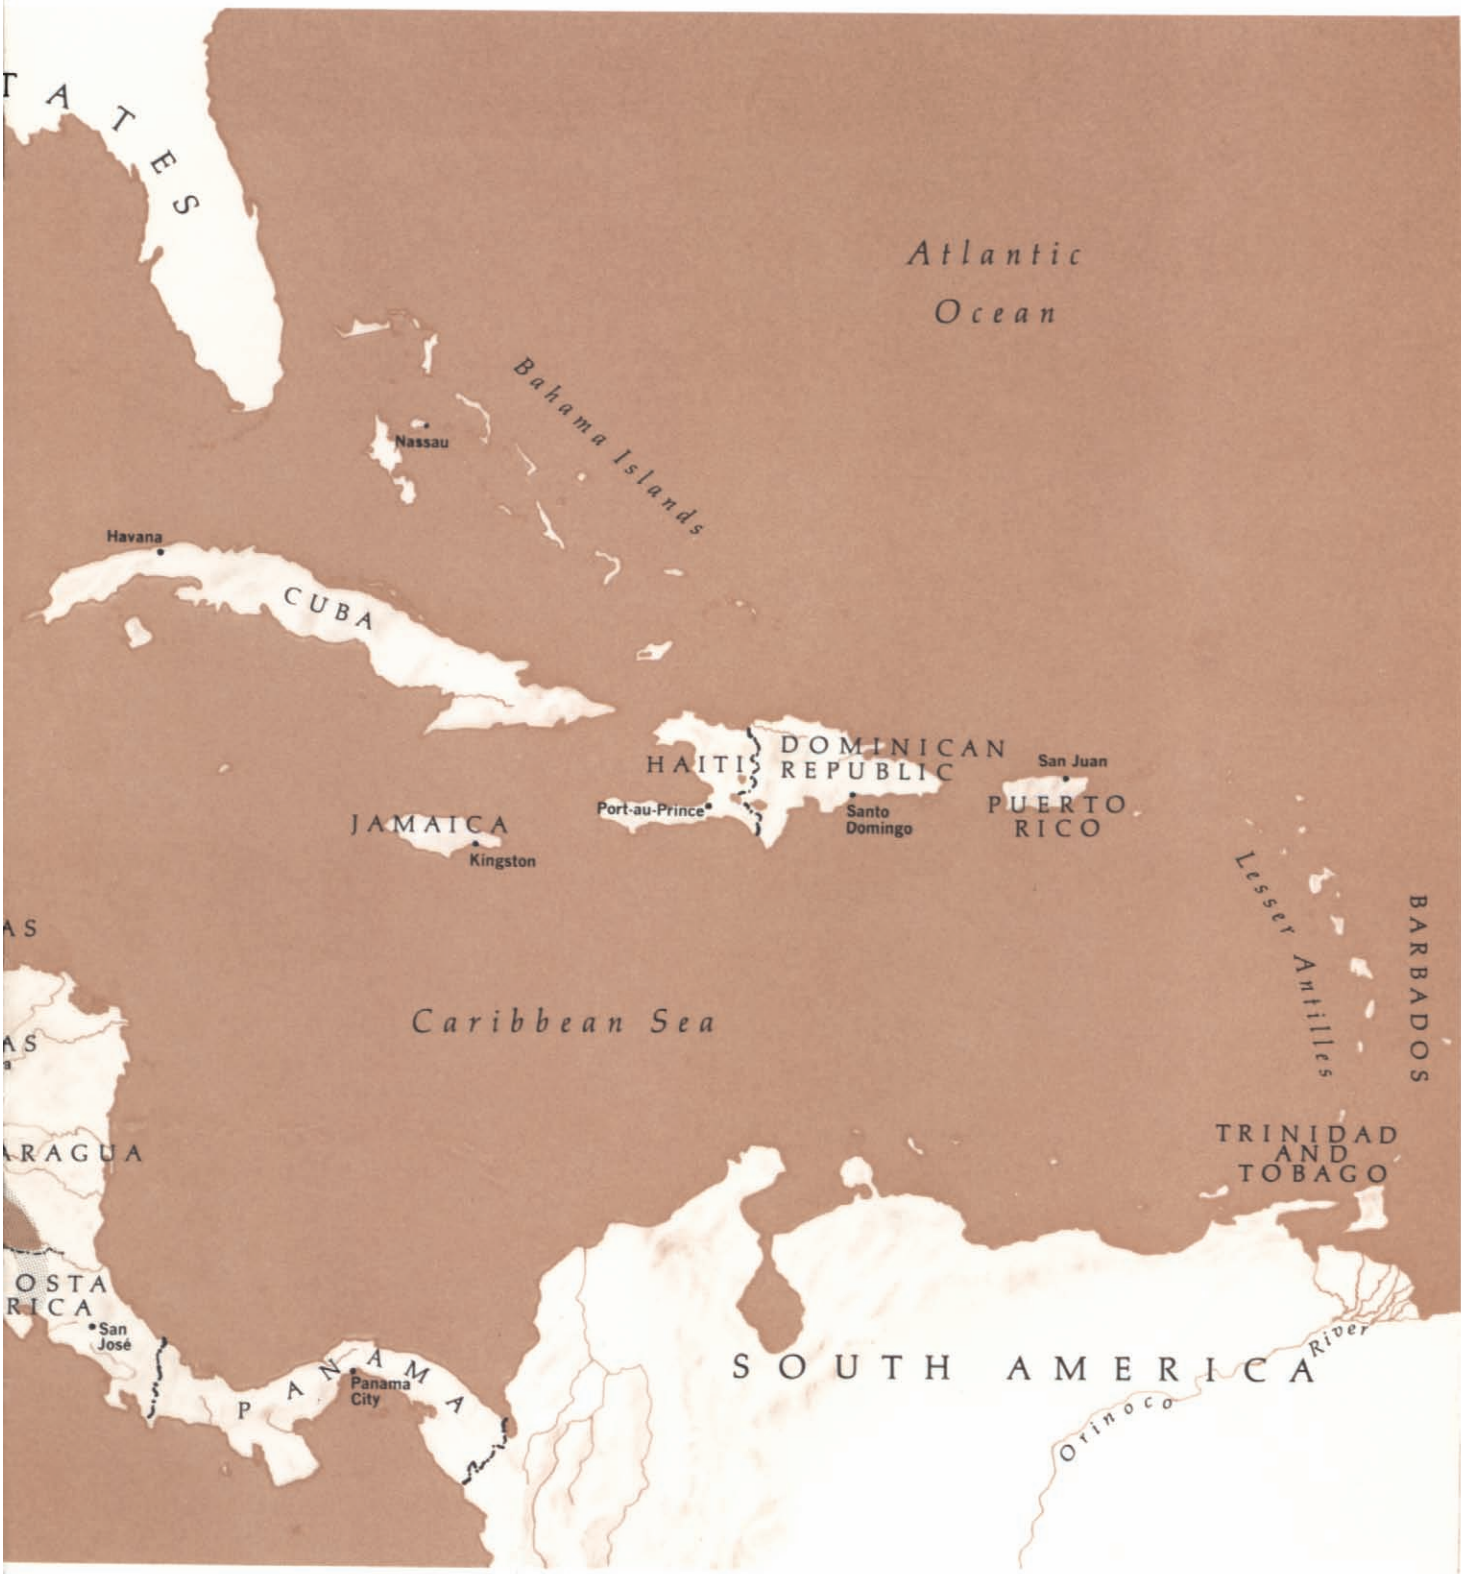 TATES
Atlantic
Ocean
Bahama Islands
Nassau
Havana
CUBA
HAITI
DOMINICAN
REPUBLIC
San Juan
Port-au-Prince
Santo
Domingo
PUERTO
RICO
JAMAICA
Kingston
Lesser Antilles
BARBADOS
AS
Caribbean Sea
AS
a
ARAGUA
TRINIDAD
AND
TOBAGO
OSTA
RICA
San
José
PANAMA
Panama
City
SOUTH AMERICA
Orinoco River